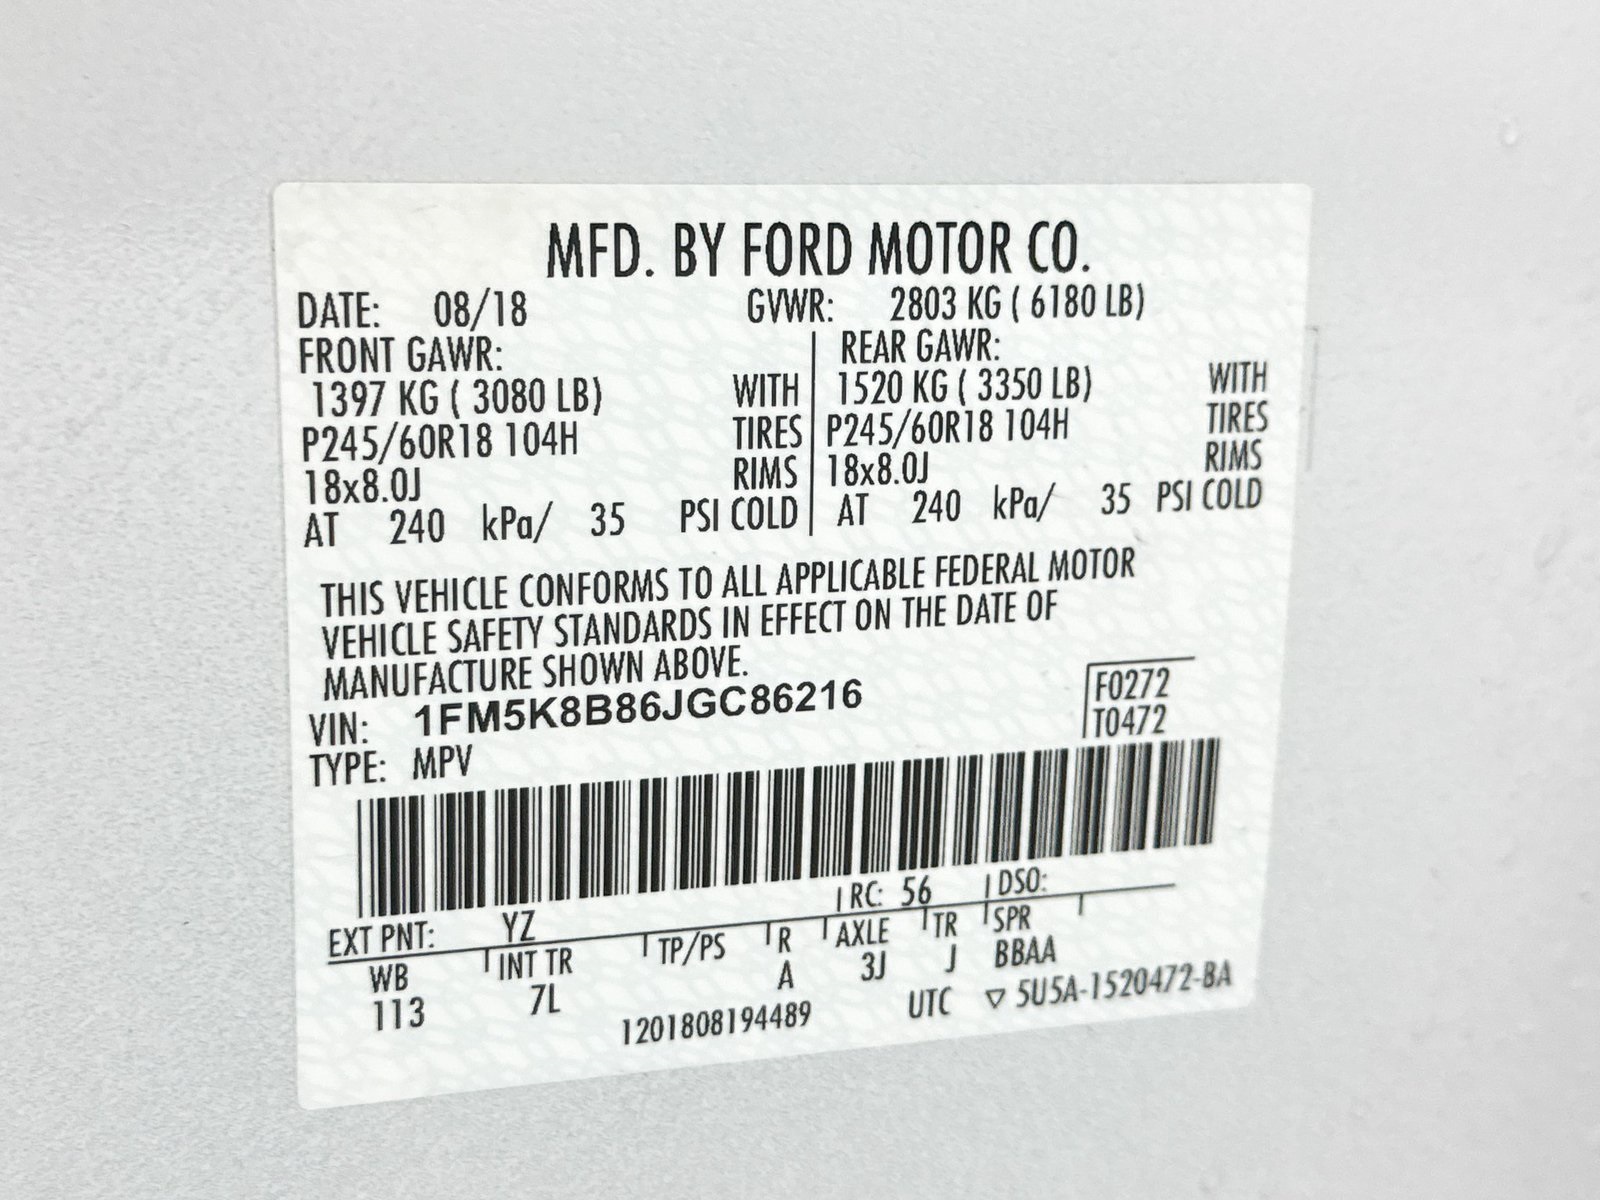 MFD. BY FORD MOTOR CO.
DATE: 08/18 GVWR: 2803 KG ( 6180 LB)
FRONT GAWR: REAR GAWR:
1397 KG ( 3080 LB) WITH 1520 KG ( 3350 LB) WITH
P245/60R18 104H TIRES P245/60R18 104H TIRES
18x8.0J RIMS 18x8.0J RIMS
AT 240 kPa/ 35 PSI COLD AT 240 kPa/ 35 PSI COLD
THIS VEHICLE CONFORMS TO ALL APPLICABLE FEDERAL MOTOR
VEHICLE SAFETY STANDARDS IN EFFECT ON THE DATE OF
MANUFACTURE SHOWN ABOVE.
VIN: 1FM5K8B86JGC86216 F0272
TYPE: MPV T0472
EXT PNT: YZ RC: 56 DSO:
WB INT TR TP/PS R AXLE TR SPR
113 7L A 3J J BBAA
1201808194489 UTC ▽ 5U5A-1520472-BA